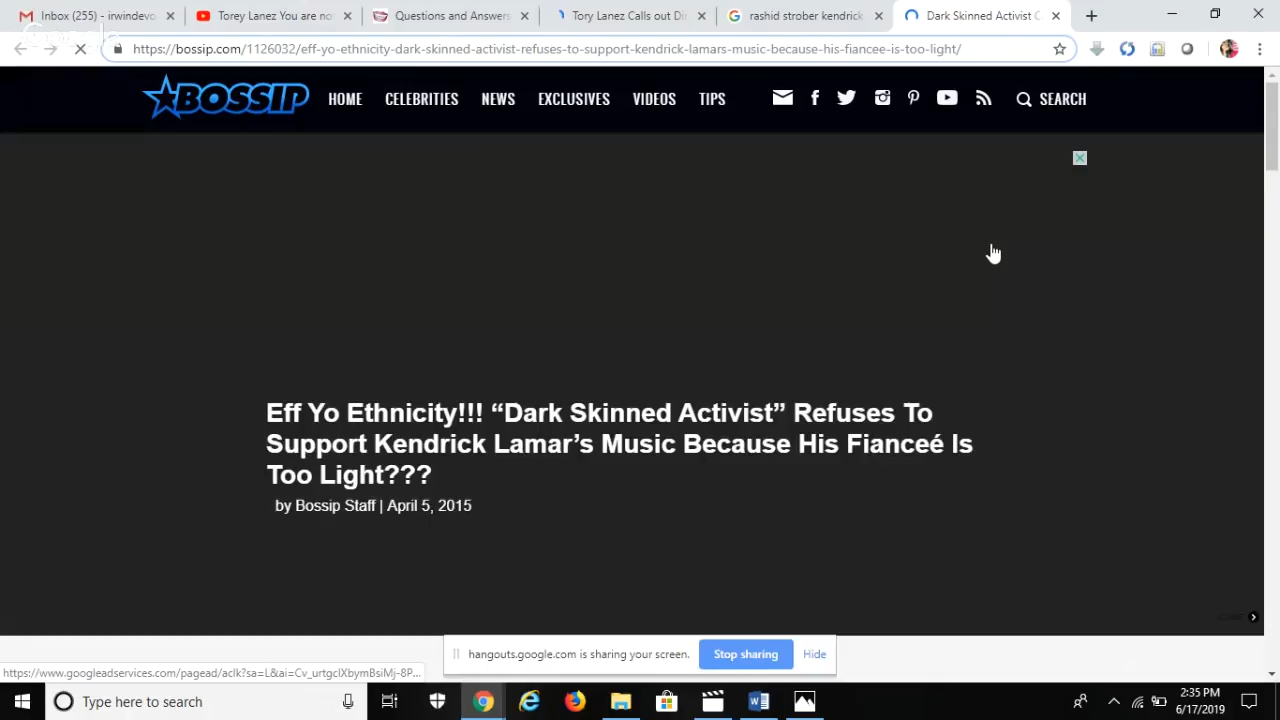 Inbox (255) - irwindevo
Torey Lanez You are no
Questions and Answers
Tory Lanez Calls out Di
rashid strober kendrick
Dark Skinned Activist C
https://bossip.com/1126032/eff-yo-ethnicity-dark-skinned-activist-refuses-to-support-kendrick-lamars-music-because-his-fiancee-is-too-light/
BOSSIP HOME CELEBRITIES NEWS EXCLUSIVES VIDEOS TIPS SEARCH
Eff Yo Ethnicity!!! “Dark Skinned Activist” Refuses To
Support Kendrick Lamar’s Music Because His Fianceé Is
Too Light???
by Bossip Staff | April 5, 2015
hangouts.google.com is sharing your screen. Stop sharing Hide
https://www.googleadservices.com/pagead/aclk?sa=L&ai=Cv_urtgclXbymBsiMj-8P...
Type here to search
2:35 PM
6/17/2019